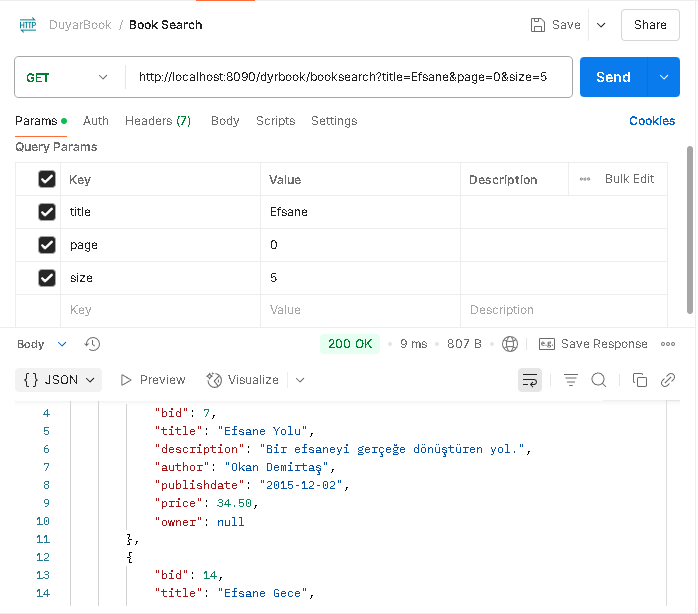 HTTP DuyarBook / Book Search Save Share
GET http://localhost:8090/dyrbook/booksearch?title=Efsane&page=0&size=5 Send
Params Auth Headers (7) Body Scripts Settings Cookies
Query Params
Key Value Description Bulk Edit
title Efsane
page 0
size 5
Key Value Description
Body 200 OK 9 ms 807 B e.g. Save Response
{} JSON Preview Visualize
4 "bid": 7,
5 "title": "Efsane Yolu",
6 "description": "Bir efsaneyi gerçeğe dönüştüren yol.",
7 "author": "Okan Demirtaş",
8 "publishdate": "2015-12-02",
9 "price": 34.50,
10 "owner": null
11 },
12 {
13 "bid": 14,
14 "title": "Efsane Gece",